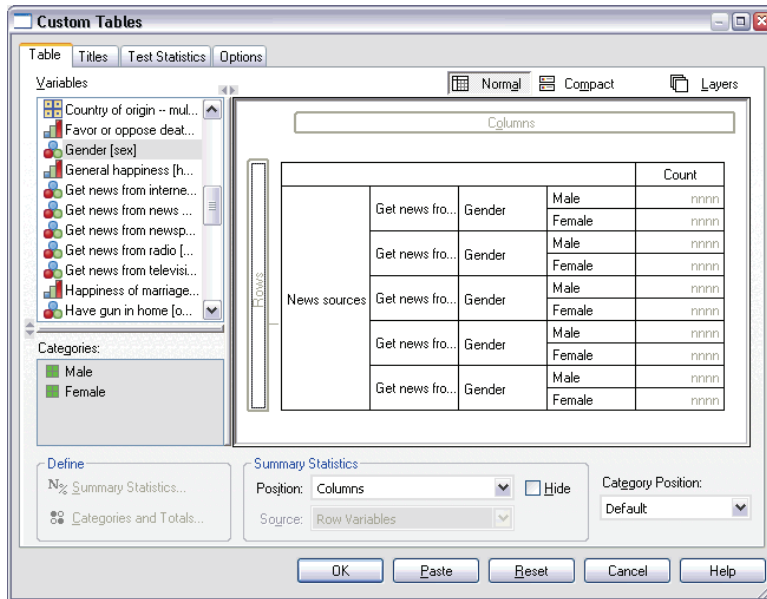 Custom Tables
Table Titles Test Statistics Options
Variables
Normal Compact Layers
Country of origin -- mul...
Favor or oppose deat...
Gender [sex]
General happiness [h...
Get news from interne...
Get news from news ...
Get news from newsp...
Get news from radio [...
Get news from televisi...
Happiness of marriage...
Have gun in home [o...
Categories:
Male
Female
Columns
Rows
Count
News sources
Get news fro... Gender Male nnnn
Female nnnn
Get news fro... Gender Male nnnn
Female nnnn
Get news fro... Gender Male nnnn
Female nnnn
Get news fro... Gender Male nnnn
Female nnnn
Get news fro... Gender Male nnnn
Female nnnn
Define
N% Summary Statistics...
Categories and Totals...
Summary Statistics
Position: Columns Hide
Source: Row Variables
Category Position:
Default
OK Paste Reset Cancel Help